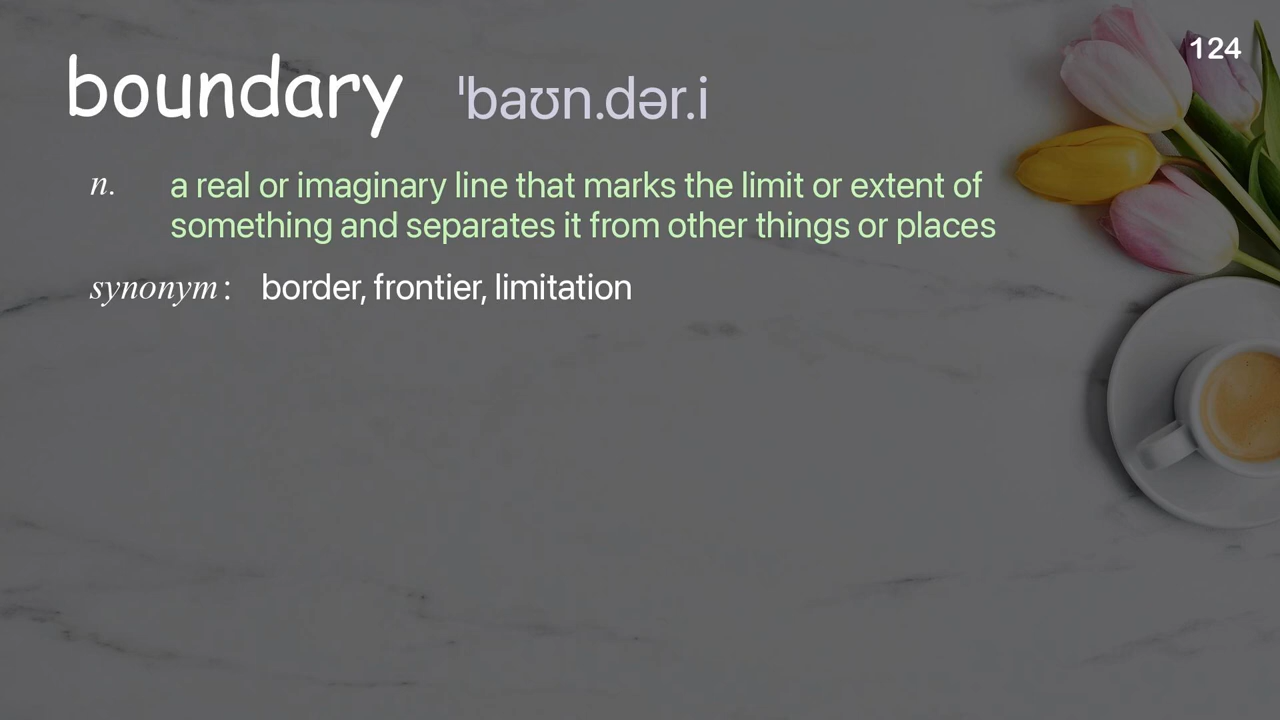 124
boundary ˈbaʊn.dər.i
n. a real or imaginary line that marks the limit or extent of
something and separates it from other things or places
synonym: border, frontier, limitation